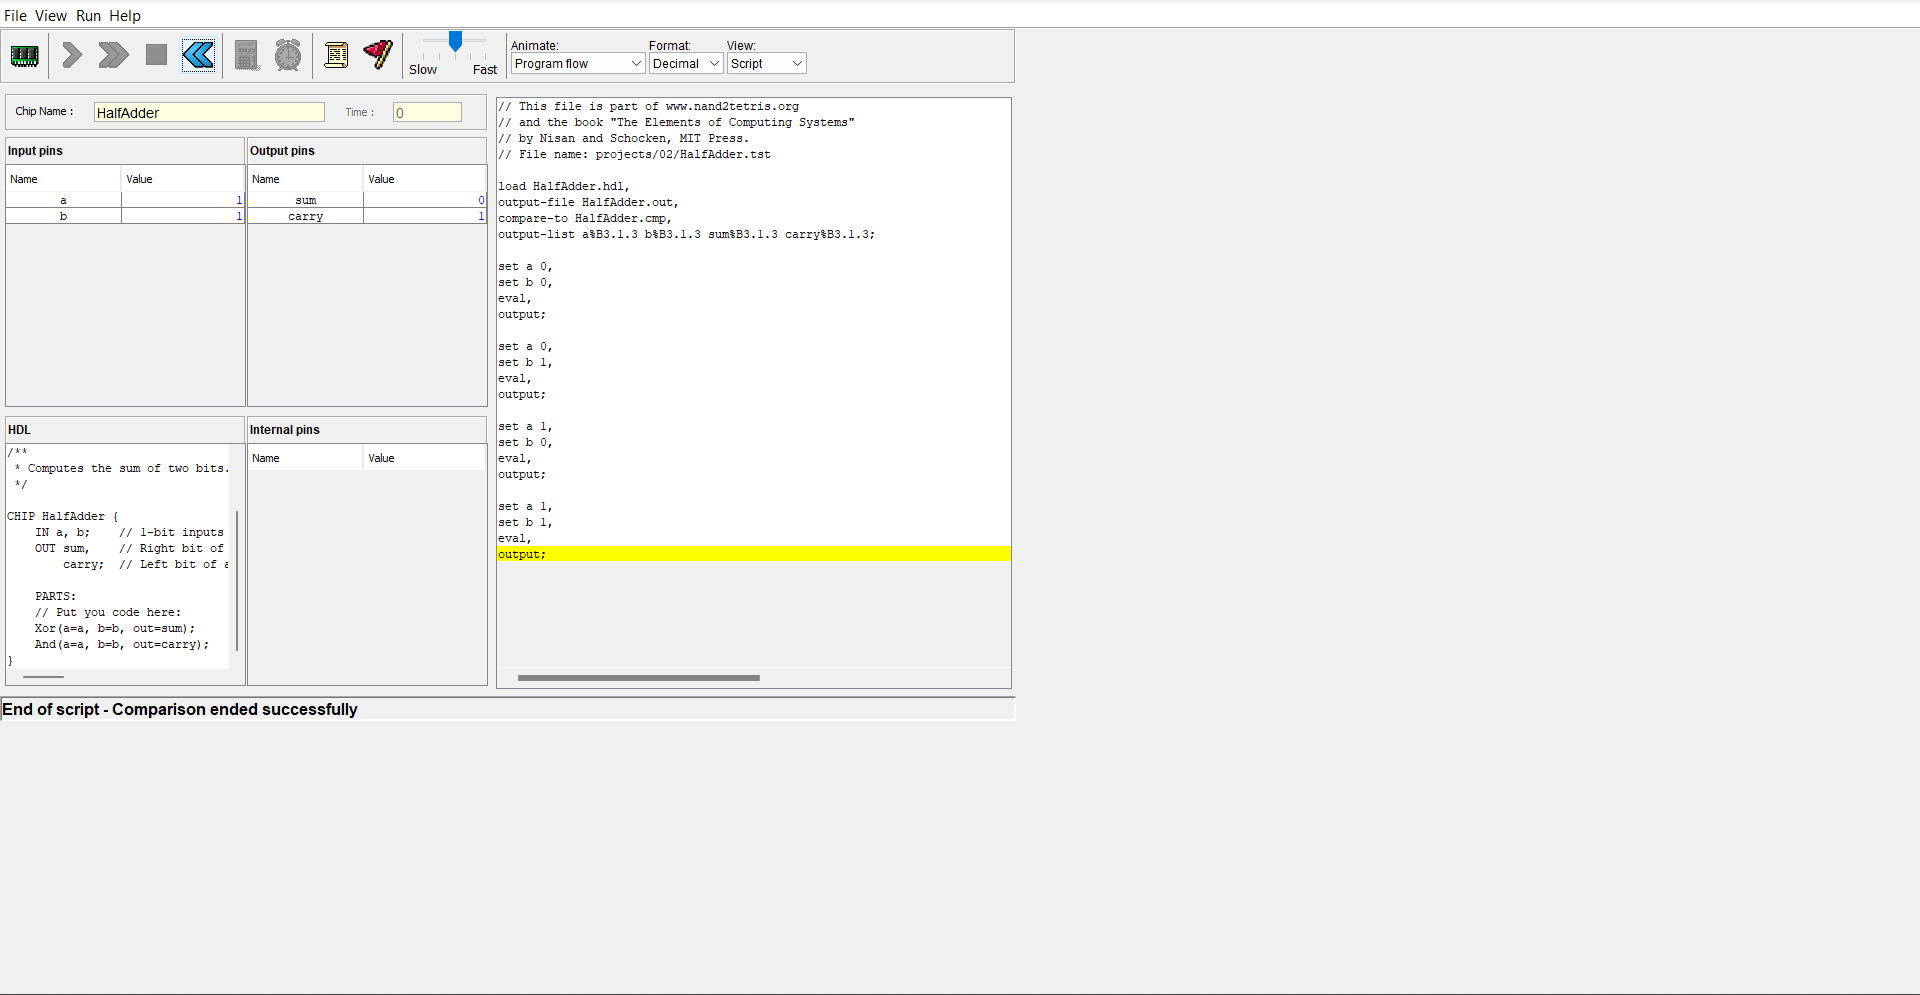 File View Run Help
Slow Fast
Animate: Format: View:
Program flow Decimal Script
Chip Name : HalfAdder Time : 0
Input pins
Name Value
a 1
b 1
Output pins
Name Value
sum 0
carry 1
HDL
/**
 * Computes the sum of two bits.
 */
CHIP HalfAdder {
    IN a, b;    // 1-bit inputs
    OUT sum,    // Right bit of
        carry;  // Left bit of a
    PARTS:
    // Put you code here:
    Xor(a=a, b=b, out=sum);
    And(a=a, b=b, out=carry);
}
Internal pins
Name Value
// This file is part of www.nand2tetris.org
// and the book "The Elements of Computing Systems"
// by Nisan and Schocken, MIT Press.
// File name: projects/02/HalfAdder.tst
load HalfAdder.hdl,
output-file HalfAdder.out,
compare-to HalfAdder.cmp,
output-list a%B3.1.3 b%B3.1.3 sum%B3.1.3 carry%B3.1.3;
set a 0,
set b 0,
eval,
output;
set a 0,
set b 1,
eval,
output;
set a 1,
set b 0,
eval,
output;
set a 1,
set b 1,
eval,
output;
End of script - Comparison ended successfully